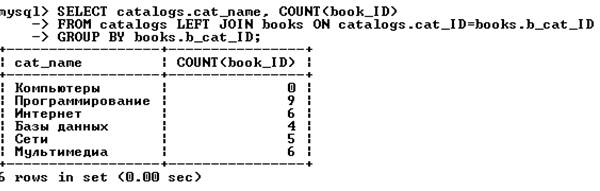 mysql> SELECT catalogs.cat_name, COUNT(book_ID)
-> FROM catalogs LEFT JOIN books ON catalogs.cat_ID=books.b_cat_ID
-> GROUP BY books.b_cat_ID;
cat_name | COUNT(book_ID)
Компьютеры | 0
Программирование | 9
Интернет | 6
Базы данных | 4
Сети | 5
Мультимедиа | 6
6 rows in set (0.00 sec)